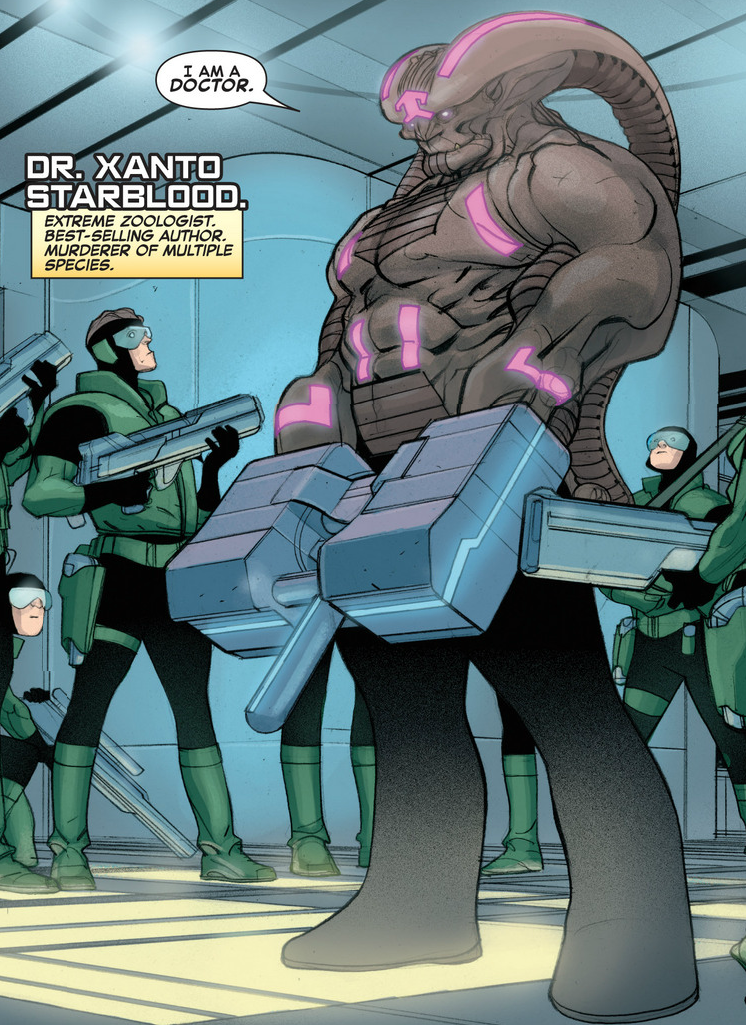 I AM A
DOCTOR.
DR. XANTO
STARBLOOD.
EXTREME ZOOLOGIST.
BEST-SELLING AUTHOR.
MURDERER OF MULTIPLE
SPECIES.